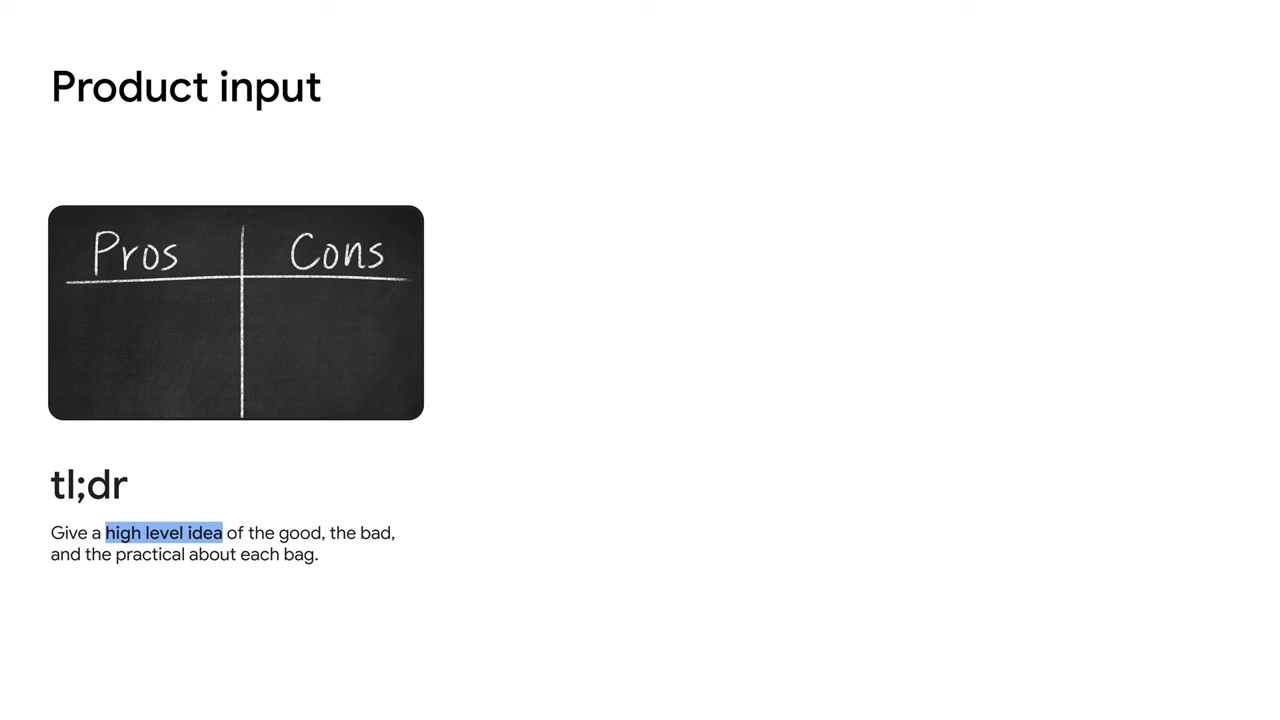 Product input
Pros Cons
tl;dr
Give a high level idea of the good, the bad,
and the practical about each bag.